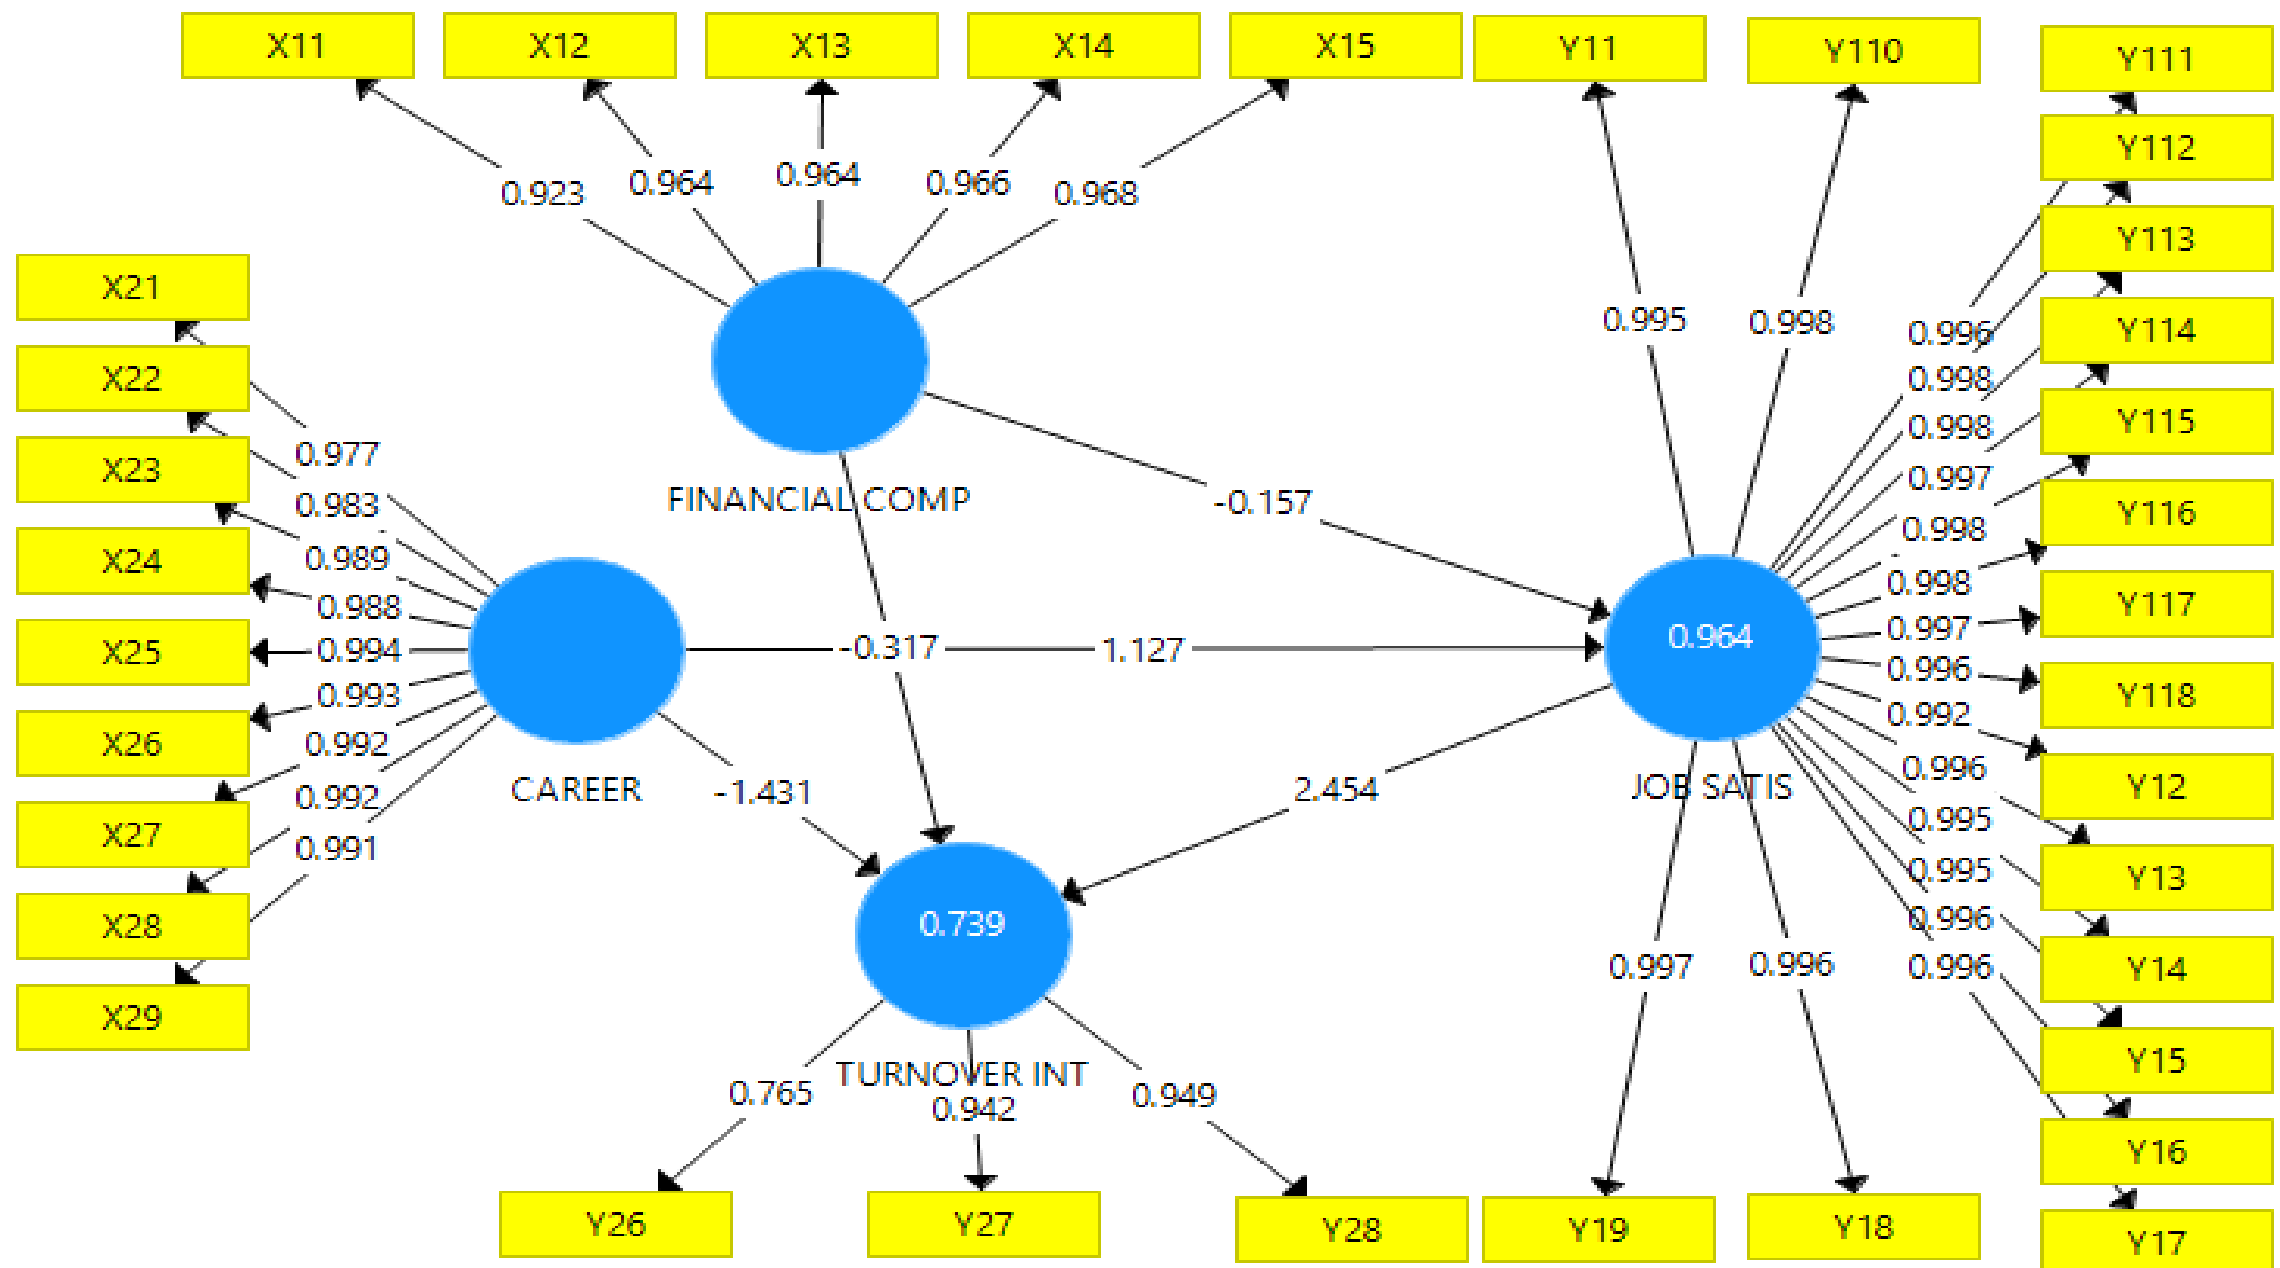 X11
X12
X13
X14
X15
Y11
Y110
Y111
Y112
Y113
Y114
Y115
Y116
Y117
Y118
Y12
Y13
Y14
Y15
Y16
Y17
0.923
0.964
0.964
0.966
0.968
0.995
0.998
0.996
0.998
0.998
0.997
0.998
0.998
0.997
0.996
0.992
0.996
0.995
0.995
0.996
0.996
X21
X22
X23
X24
X25
X26
X27
X28
X29
0.977
0.983
0.989
0.988
0.994
0.993
0.992
0.992
0.991
FINANCIAL COMP
-0.157
-0.317
1.127
0.964
CAREER
-1.431
2.454
JOB SATIS
0.739
TURNOVER INT
0.765
0.942
0.949
0.997
0.996
Y26
Y27
Y28
Y19
Y18